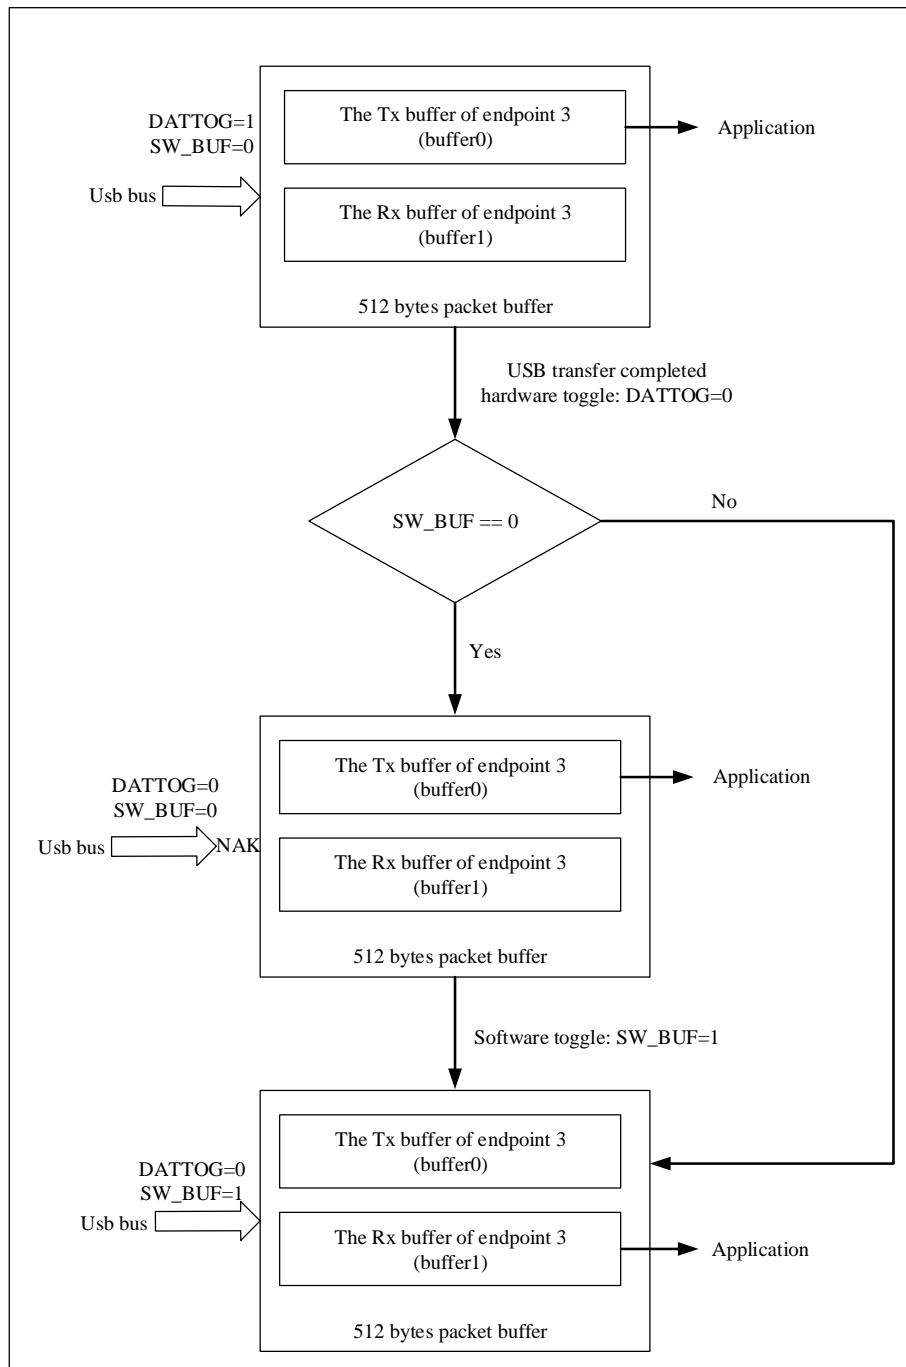 DATTOG=1
SW_BUF=0
Usb bus
The Tx buffer of endpoint 3
(buffer0)
Application
The Rx buffer of endpoint 3
(buffer1)
512 bytes packet buffer
USB transfer completed
hardware toggle: DATTOG=0
SW_BUF == 0
No
Yes
DATTOG=0
SW_BUF=0
Usb bus
NAK
The Tx buffer of endpoint 3
(buffer0)
Application
The Rx buffer of endpoint 3
(buffer1)
512 bytes packet buffer
Software toggle: SW_BUF=1
DATTOG=0
SW_BUF=1
Usb bus
The Tx buffer of endpoint 3
(buffer0)
The Rx buffer of endpoint 3
(buffer1)
Application
512 bytes packet buffer